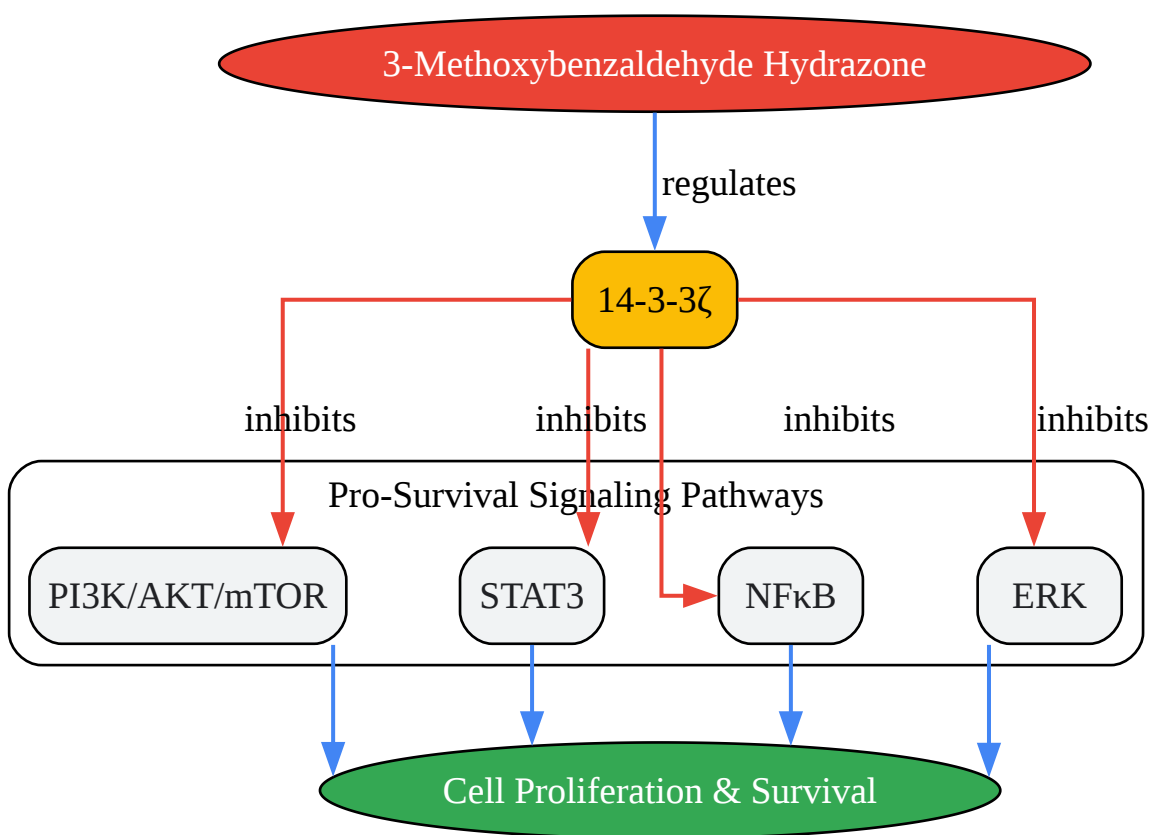 3-Methoxybenzaldehyde Hydrazone
regulates
14-3-3ζ
inhibits inhibits inhibits inhibits
Pro-Survival Signaling Pathways
PI3K/AKT/mTOR STAT3 NFκB ERK
Cell Proliferation & Survival